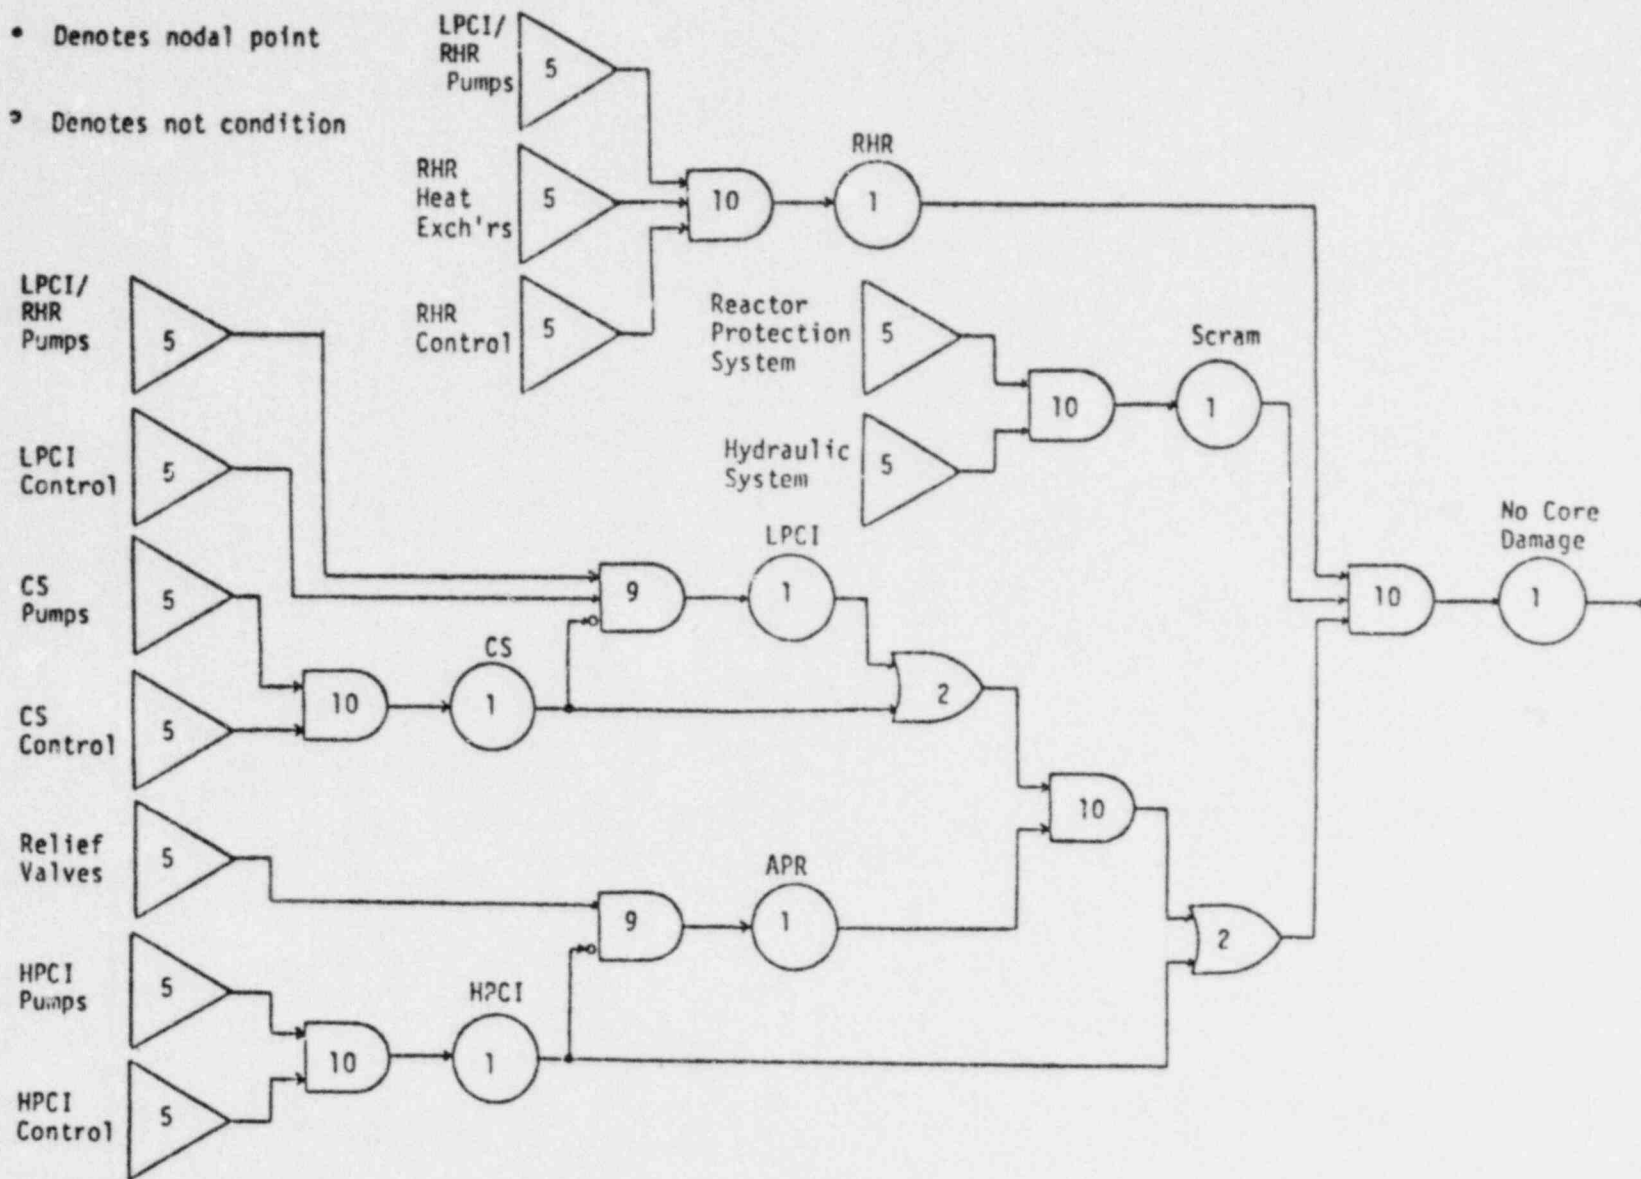 • Denotes nodal point
Denotes not condition
LPCI/
RHR
Pumps
5
RHR
Heat
Exch'rs
5
RHR
Control
5
10
RHR
1
Reactor
Protection
System
5
Hydraulic
System
5
10
Scram
1
LPCI/
RHR
Pumps
5
LPCI
Control
5
CS
Pumps
5
CS
Control
5
10
CS
1
9
LPCI
1
2
Relief
Valves
5
HPCI
Pumps
5
HPCI
Control
5
10
HPCI
1
9
APR
1
10
2
10
No Core
Damage
1